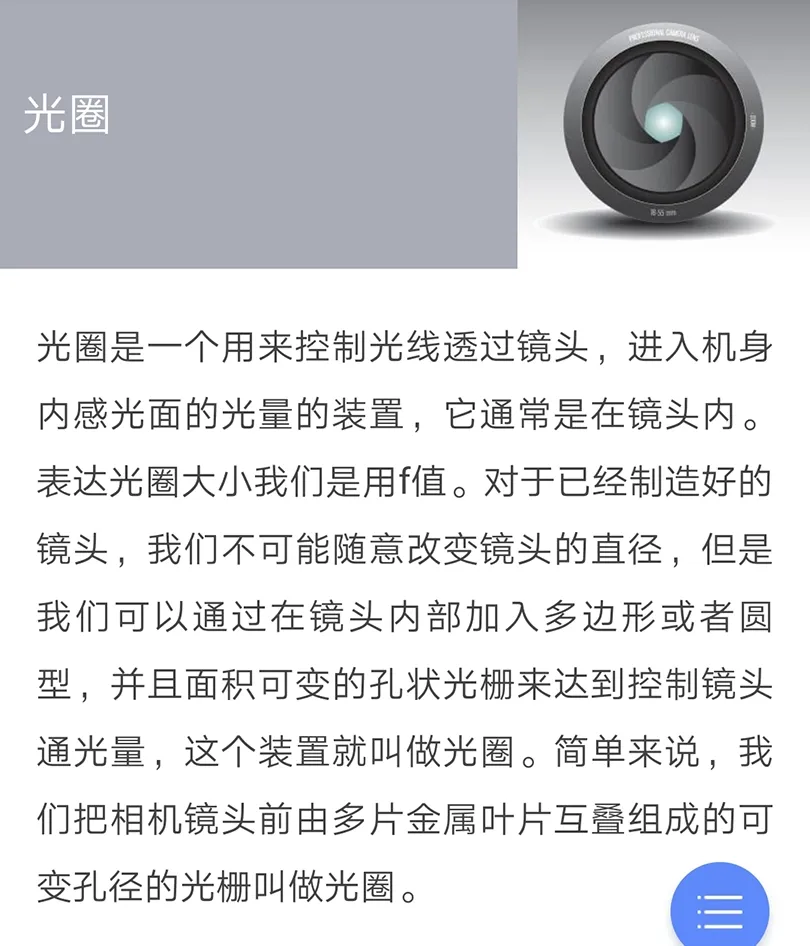 光圈
PROFESSIONAL CAMERA LENS
ZOOM
18-55 mm
光圈是一个用来控制光线透过镜头，进入机身
内感光面的光量的装置，它通常是在镜头内。
表达光圈大小我们是用f值。对于已经制造好的
镜头，我们不可能随意改变镜头的直径，但是
我们可以通过在镜头内部加入多边形或者圆
型，并且面积可变的孔状光栅来达到控制镜头
通光量，这个装置就叫做光圈。简单来说，我
们把相机镜头前由多片金属叶片互叠组成的可
变孔径的光栅叫做光圈。